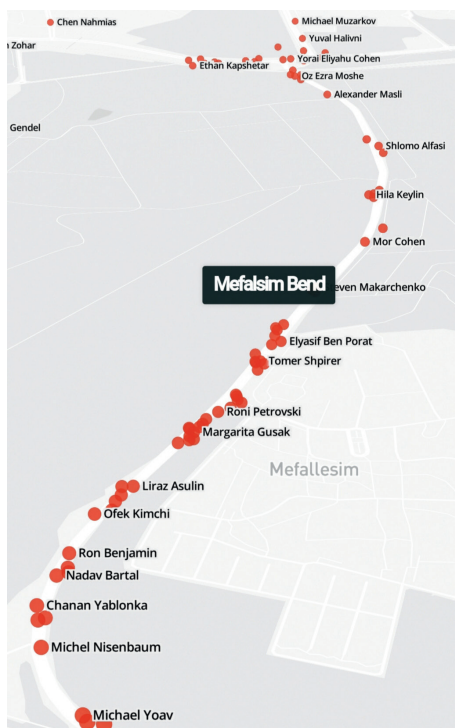 Michael Muzarkov
Chen Nahmias
Yuval Halivni
Zohar
Yorai Eliyahu Cohen
Ethan Kapshetar
Oz Ezra Moshe
Alexander Masli
Gendel
Shlomo Alfasi
Hila Keylin
Mor Cohen
Mefalsim Bend
Makarchenko
Elyasif Ben Porat
Tomer Shpirer
Roni Petrovski
Margarita Gusak
Mefallesim
Liraz Asulin
Ofek Kimchi
Ron Benjamin
Nadav Bartal
Chanan Yablonka
Michel Nisenbaum
Michael Yoav